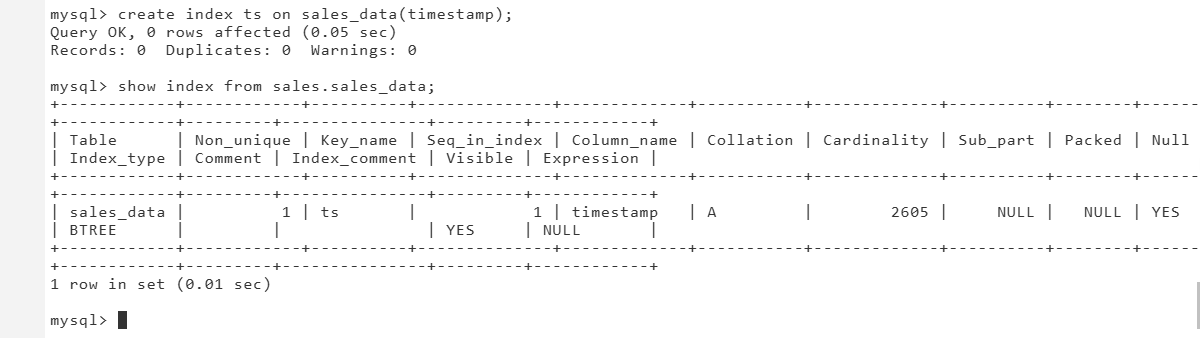 mysql> create index ts on sales_data(timestamp);
Query OK, 0 rows affected (0.05 sec)
Records: 0  Duplicates: 0  Warnings: 0
mysql> show index from sales.sales_data;
+------------+------------+----------+--------------+-------------+-----------+-------------+----------+--------+------
+------------+---------+---------------+---------+------------+
| Table      | Non_unique | Key_name | Seq_in_index | Column_name | Collation | Cardinality | Sub_part | Packed | Null
| Index_type | Comment | Index_comment | Visible | Expression |
+------------+------------+----------+--------------+-------------+-----------+-------------+----------+--------+------
+------------+---------+---------------+---------+------------+
| sales_data |          1 | ts       |            1 | timestamp   | A         |        2605 |     NULL |   NULL | YES
| BTREE      |         |               | YES     | NULL       |
+------------+------------+----------+--------------+-------------+-----------+-------------+----------+--------+------
+------------+---------+---------------+---------+------------+
1 row in set (0.01 sec)
mysql>